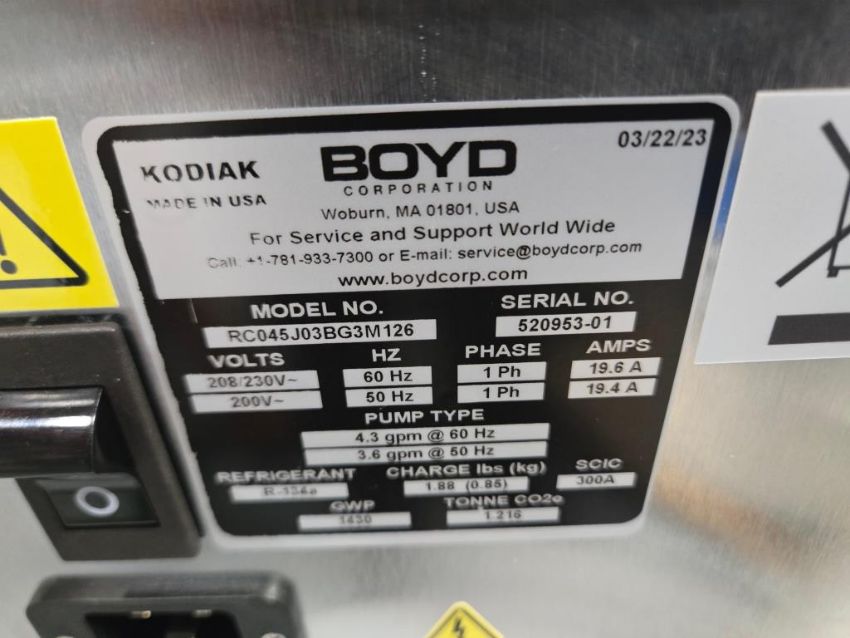 KODIAK
MADE IN USA
BOYD
CORPORATION
03/22/23
Woburn, MA 01801, USA
For Service and Support World Wide
Call: +1-781-933-7300 or E-mail: service@boydcorp.com
www.boydcorp.com
MODEL NO. SERIAL NO.
RC045J03BG3M126 520953-01
VOLTS HZ PHASE AMPS
208/230V~ 60 Hz 1 Ph 19.6 A
200V~ 50 Hz 1 Ph 19.4 A
PUMP TYPE
4.3 gpm @ 60 Hz
3.6 gpm @ 50 Hz
REFRIGERANT CHARGE lbs (kg) SCIC
R-134a 1.88 (0.85) 300A
GWP TONNE CO2e
1430 1.216